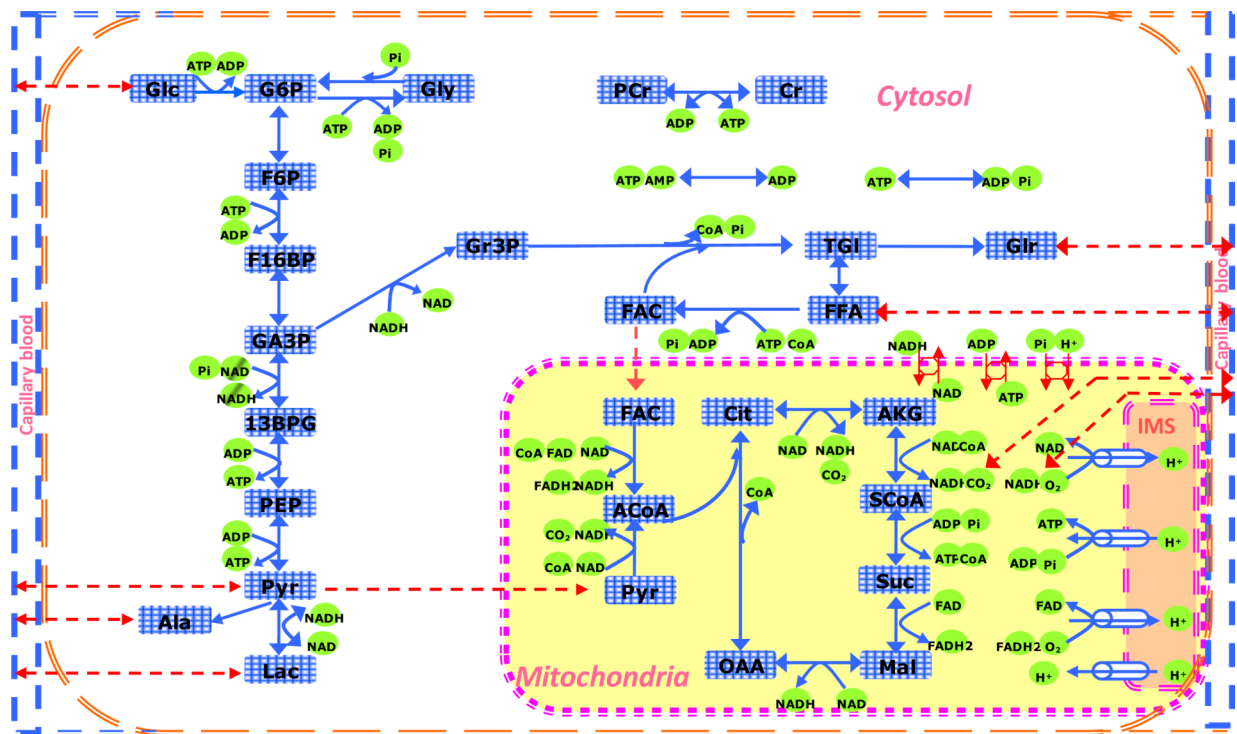 Glc
ATP ADP
G6P
Pi
Gly
ATP
ADP
Pi
PCr
Cr
ADP
ATP
Cytosol
F6P
ATP
ADP
F16BP
ATP AMP
ADP
ATP
ADP Pi
Gr3P
CoA Pi
TGl
Glr
NADH
NAD
GA3P
FAC
FFA
Pi ADP
ATP CoA
Capillary blood
Capillary blood
Pi NAD
NADH
13BPG
ADP
ATP
PEP
ADP
ATP
Pyr
Ala
NADH
NAD
Lac
NADH
NAD
ADP
ATP
Pi H+
FAC
Cit
AKG
IMS
CoA FAD NAD
FADH2 NADH
NAD
NADH
CO2
NAD CoA
NADH CO2
NAD
NADH O2
H+
ACoA
CoA
SCoA
CO2 NADH
CoA NAD
Pyr
ADP Pi
ATP CoA
ATP
ADP Pi
H+
Suc
FAD
FADH2
FAD
FADH2 O2
H+
OAA
Mal
H+
H+
NADH
NAD
Mitochondria